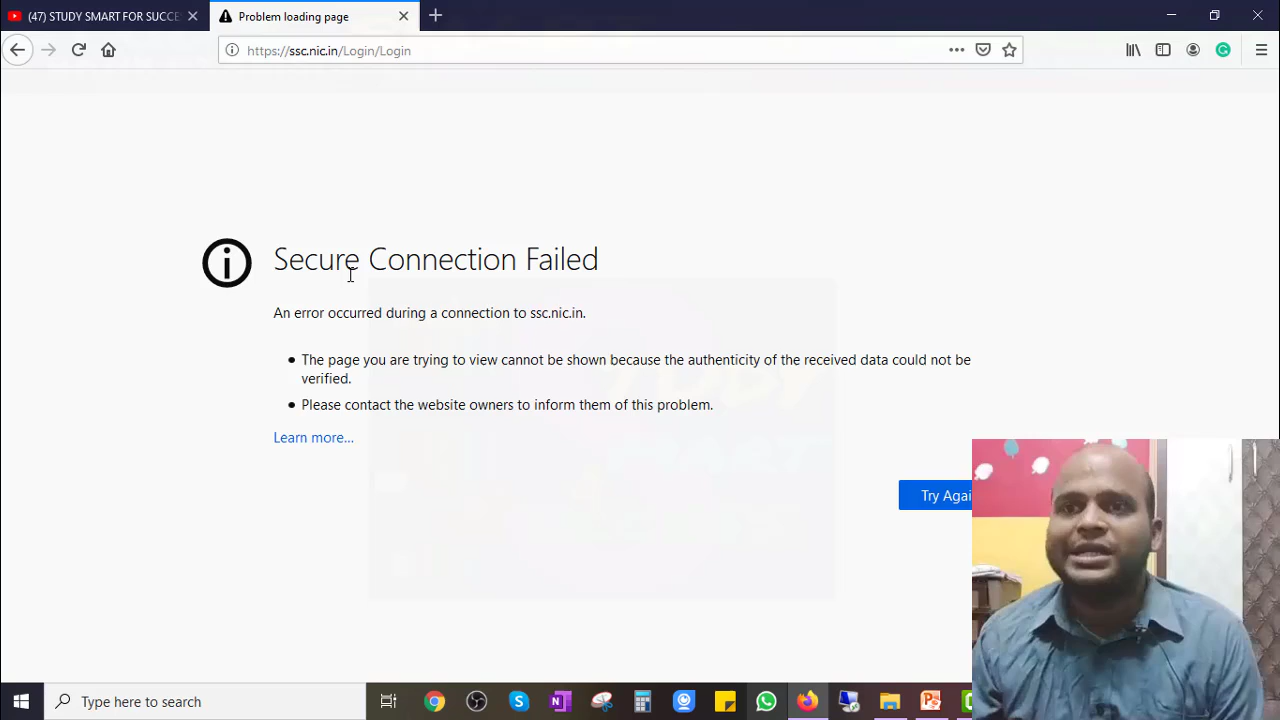 (47) STUDY SMART FOR SUCCE
Problem loading page
https://ssc.nic.in/Login/Login
Secure Connection Failed
An error occurred during a connection to ssc.nic.in.
The page you are trying to view cannot be shown because the authenticity of the received data could not be
verified.
Please contact the website owners to inform them of this problem.
Learn more...
Try Agai
Type here to search